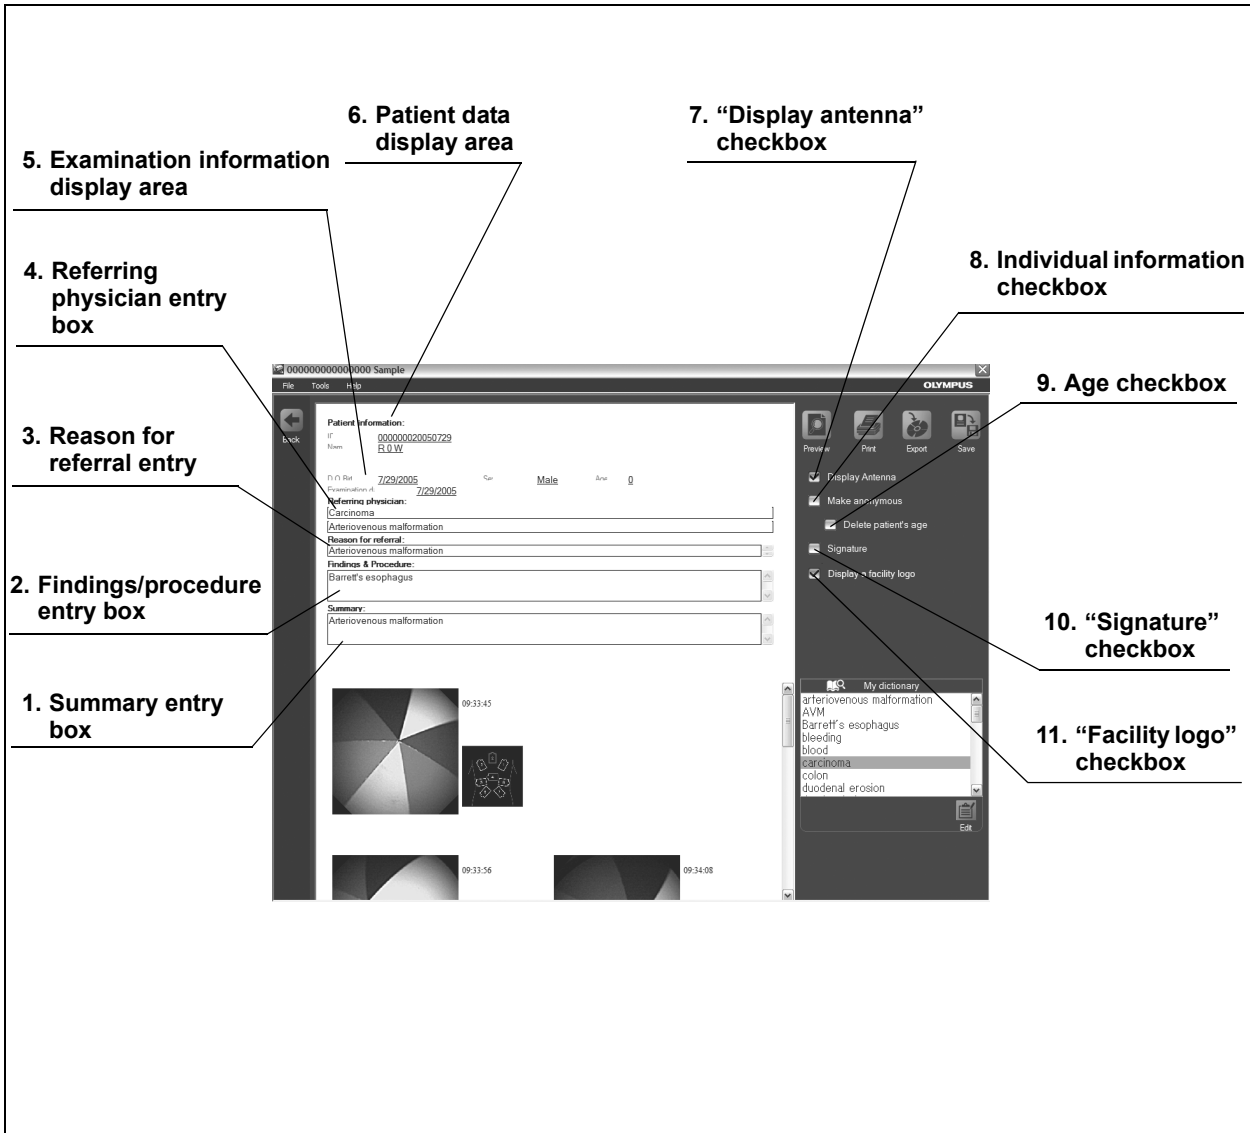 6. Patient data
display area
7. “Display antenna”
checkbox
5. Examination information
display area
4. Referring
physician entry
box
8. Individual information
checkbox
3. Reason for
referral entry
9. Age checkbox
2. Findings/procedure
entry box
10. “Signature”
checkbox
1. Summary entry
box
11. “Facility logo”
checkbox
000000000000000 Sample
File Tools Help
OLYMPUS
Back
Patient Information:
000000020050729
R 0 W
7/29/2005 Male 0
7/29/2005
Referring physician:
Carcinoma
Arteriovenous malformation
Reason for referral:
Arteriovenous malformation
Findings & Procedure:
Barrett's esophagus
Summary:
Arteriovenous malformation
09:33:45
09:33:56
09:34:08
Preview Print Export Save
Display Antenna
Make anonymous
Delete patient's age
Signature
Display a facility logo
My dictionary
arteriovenous malformation
AVM
Barrett's esophagus
bleeding
blood
carcinoma
colon
duodenal erosion
Edit